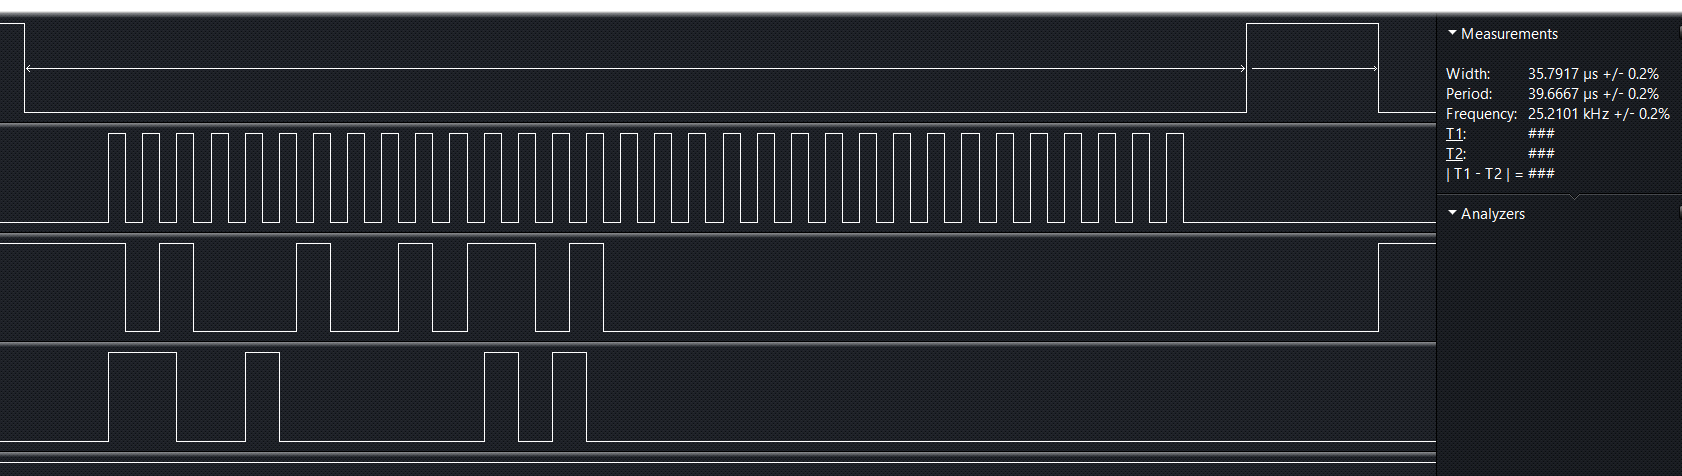 Measurements
Width: 35.7917 µs +/- 0.2%
Period: 39.6667 µs +/- 0.2%
Frequency: 25.2101 kHz +/- 0.2%
T1: ###
T2: ###
| T1 - T2 | = ###
Analyzers